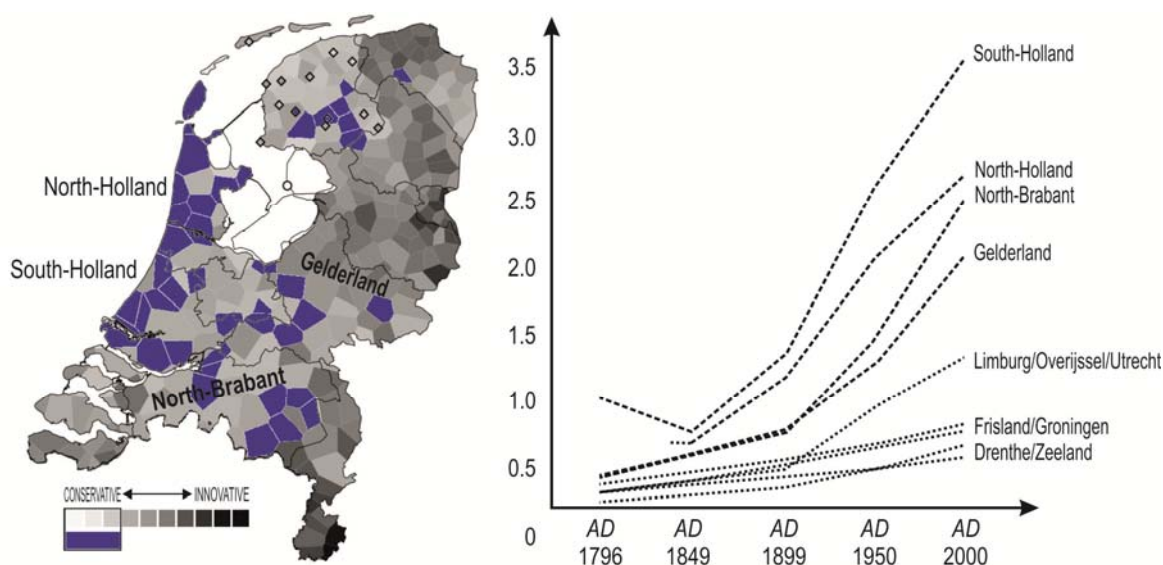 North-Holland
South-Holland
Gelderland
North-Brabant
CONSERVATIVE
INNOVATIVE
3.5
3.0
2.5
2.0
1.5
1.0
0.5
0
South-Holland
North-Holland
North-Brabant
Gelderland
Limburg/Overijssel/Utrecht
Frisland/Groningen
Drenthe/Zeeland
AD AD AD AD AD
1796 1849 1899 1950 2000